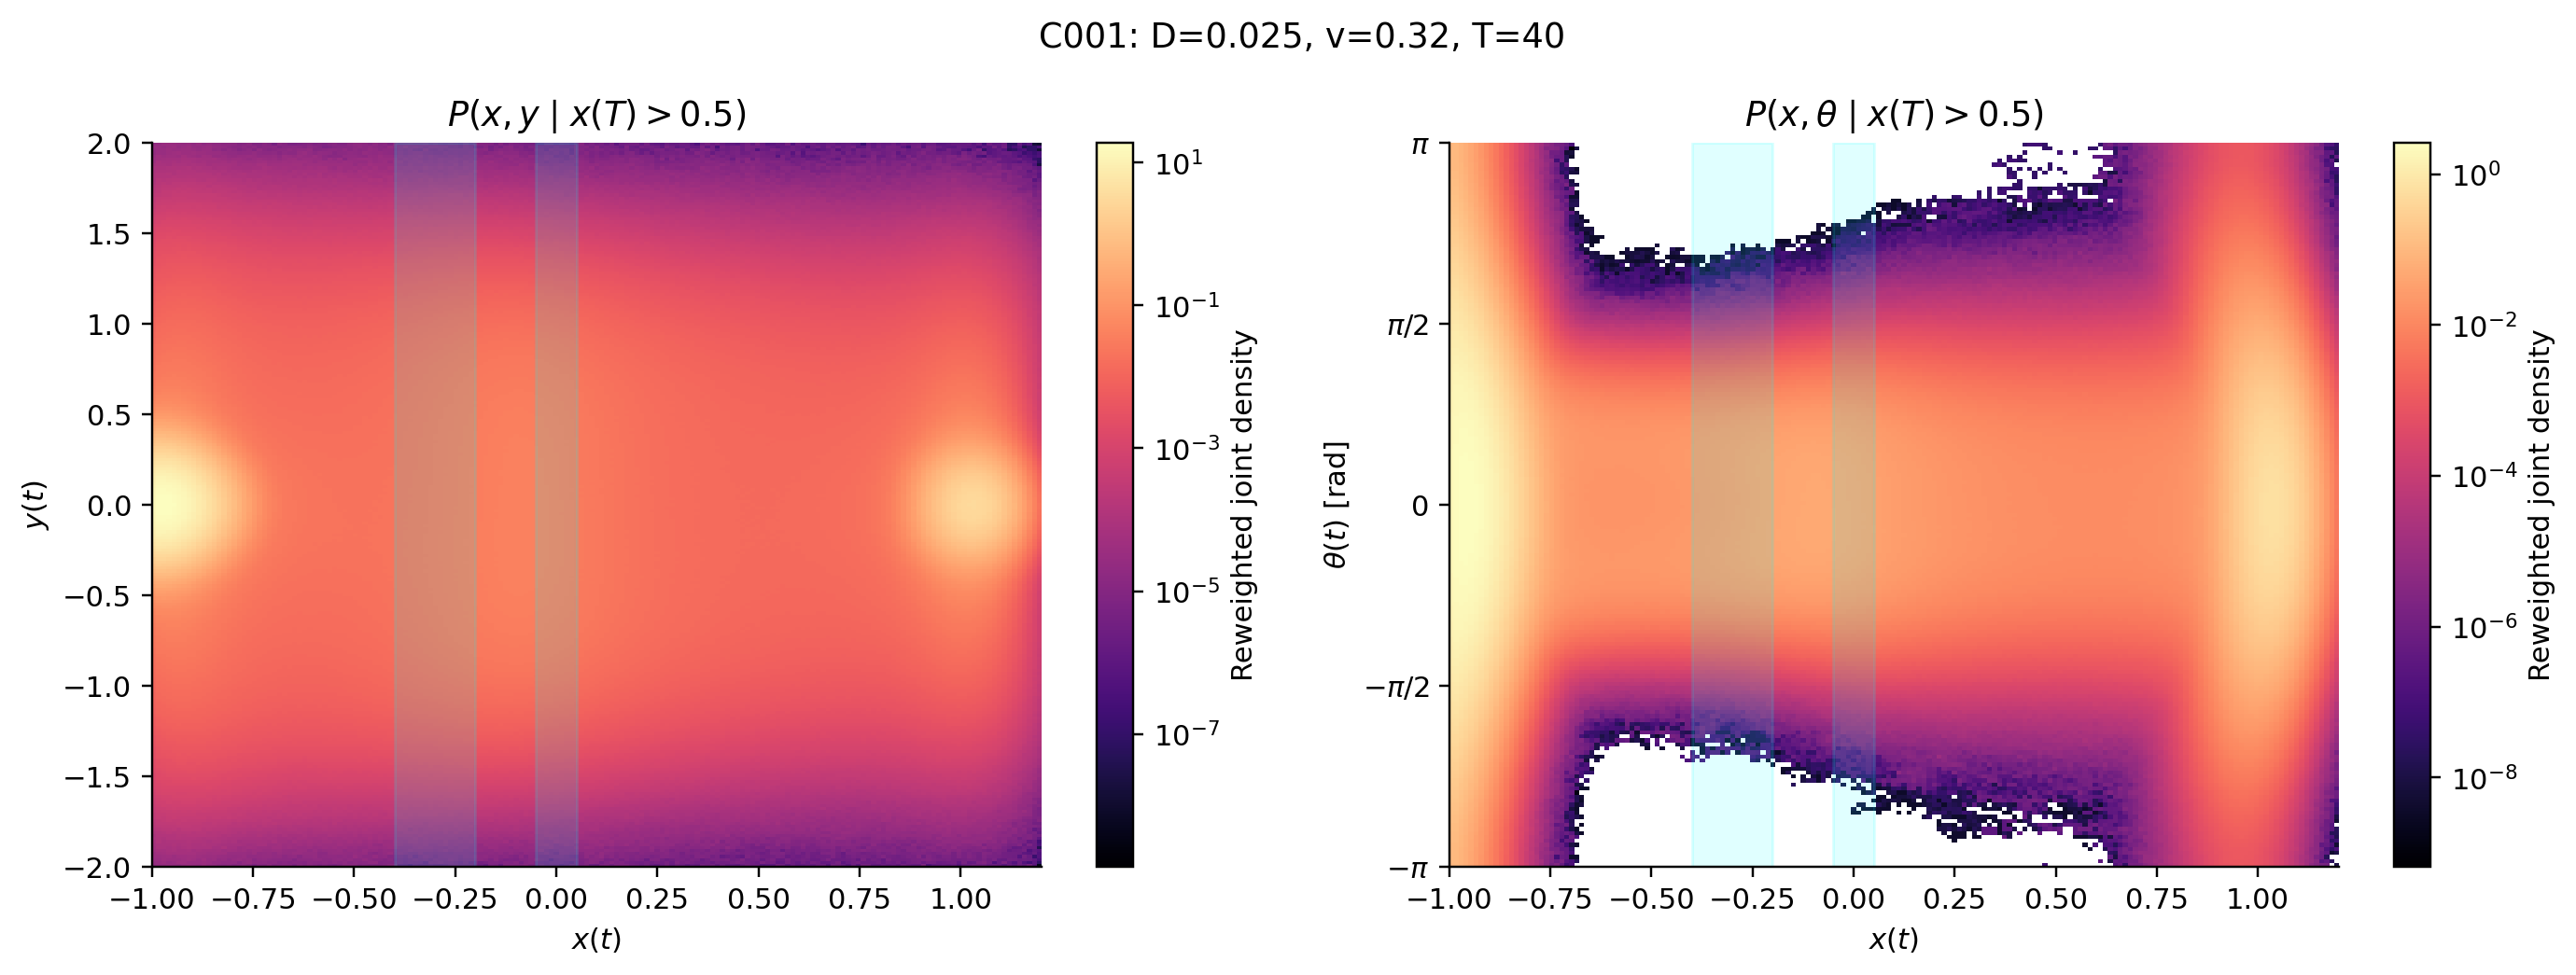 C001: D=0.025, v=0.32, T=40
P(x, y | x(T) > 0.5)
2.0
1.5
1.0
0.5
0.0
−0.5
−1.0
−1.5
−2.0
y(t)
−1.00 −0.75 −0.50 −0.25 0.00 0.25 0.50 0.75 1.00
x(t)
10¹
10⁻¹
10⁻³
10⁻⁵
10⁻⁷
Reweighted joint density
P(x, θ | x(T) > 0.5)
π
π/2
0
−π/2
−π
θ(t) [rad]
−1.00 −0.75 −0.50 −0.25 0.00 0.25 0.50 0.75 1.00
x(t)
10⁰
10⁻²
10⁻⁴
10⁻⁶
10⁻⁸
Reweighted joint density